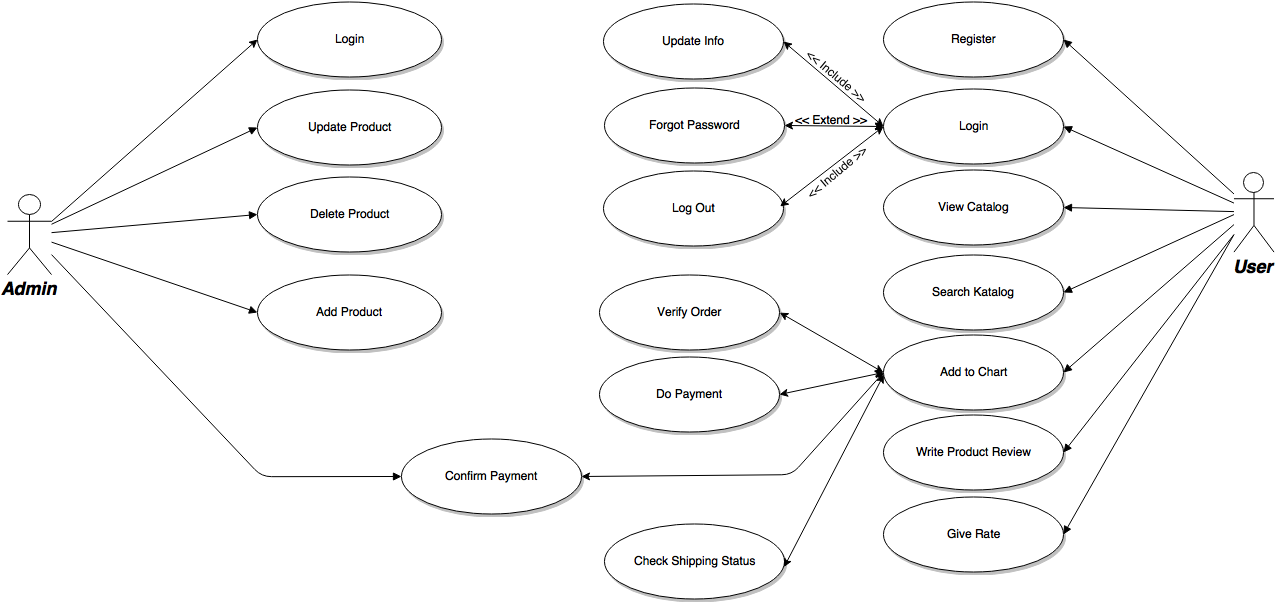 Login
Update Product
Delete Product
Add Product
Admin
Update Info
Forgot Password
Log Out
<< Include >>
<< Extend >>
<< Include >>
Verify Order
Do Payment
Confirm Payment
Check Shipping Status
Register
Login
View Catalog
Search Katalog
Add to Chart
Write Product Review
Give Rate
User